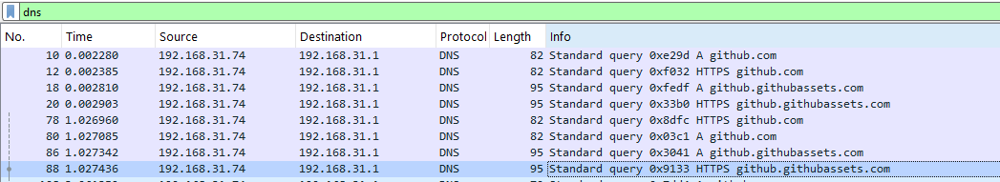 dns
No. Time Source Destination Protocol Length Info
10 0.002280 192.168.31.74 192.168.31.1 DNS 82 Standard query 0xe29d A github.com
12 0.002385 192.168.31.74 192.168.31.1 DNS 82 Standard query 0xf032 HTTPS github.com
18 0.002810 192.168.31.74 192.168.31.1 DNS 95 Standard query 0xfedf A github.githubassets.com
20 0.002903 192.168.31.74 192.168.31.1 DNS 95 Standard query 0x33b0 HTTPS github.githubassets.com
78 1.026960 192.168.31.74 192.168.31.1 DNS 82 Standard query 0x8dfc HTTPS github.com
80 1.027085 192.168.31.74 192.168.31.1 DNS 82 Standard query 0x03c1 A github.com
86 1.027342 192.168.31.74 192.168.31.1 DNS 95 Standard query 0x3041 A github.githubassets.com
88 1.027436 192.168.31.74 192.168.31.1 DNS 95 Standard query 0x9133 HTTPS github.githubassets.com